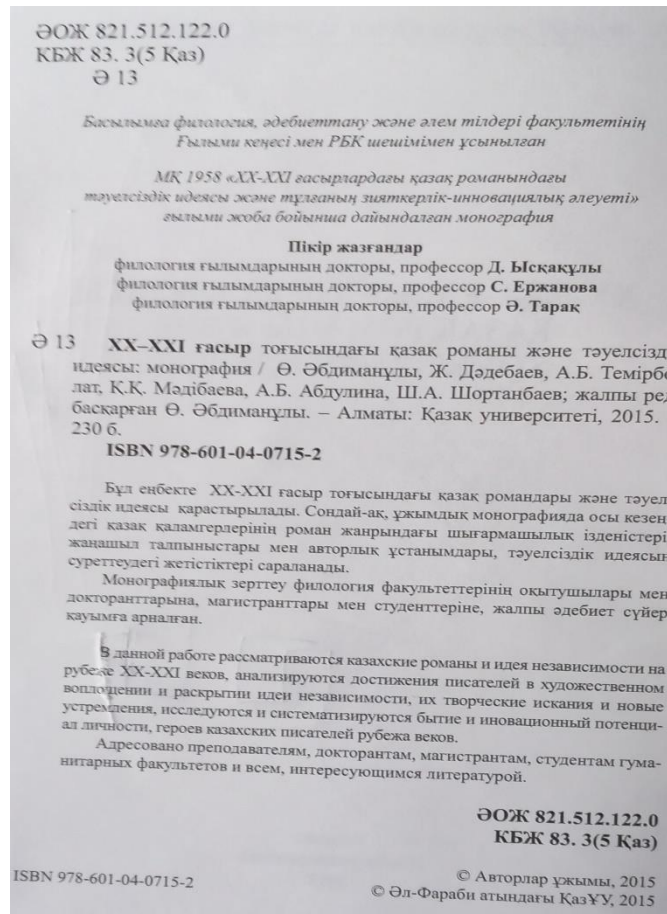 ӘОЖ 821.512.122.0
КБЖ 83. 3(5 Қаз)
Ә 13
Басылымға филология, әдебиеттану және әлем тілдері факультетінің
Ғылыми кеңесі мен РБК шешімімен ұсынылған
МҚ 1958 «ХХ-ХХІ ғасырлардағы қазақ романындағы
тәуелсіздік идеясы және тұлғаның зияткерлік-инновациялық әлеуеті»
ғылыми жоба бойынша дайындалған монография
Пікір жазғандар
филология ғылымдарының докторы, профессор Д. Ысқақұлы
филология ғылымдарының докторы, профессор С. Ержанова
филология ғылымдарының докторы, профессор Ә. Тарақ
Ә 13 ХХ–ХХІ ғасыр тоғысындағы қазақ романы және тәуелсізд
идеясы: монография / Ө. Әбдиманұлы, Ж. Дәдебаев, А.Б. Темірбо
лат, Қ.Қ. Мәдібаева, А.Б. Абдулина, Ш.А. Шортанбаев; жалпы ред
басқарған Ө. Әбдиманұлы. – Алматы: Қазақ университеті, 2015.
230 б.
ISBN 978-601-04-0715-2
Бұл еңбекте ХХ-ХХІ ғасыр тоғысындағы қазақ романдары және тәуел
сіздік идеясы қарастырылады. Сондай-ақ, ұжымдық монографияда осы кезең-
дегі қазақ қаламгерлерінің роман жанрындағы шығармашылық ізденістері
жаңашыл талпыныстары мен авторлық ұстанымдары, тәуелсіздік идеясын
суреттеудегі жетістіктері сараланады.
Монографиялық зерттеу филология факультеттерінің оқытушылары мен
докторанттарына, магистранттары мен студенттеріне, жалпы әдебиет сүйер
қауымға арналған.
В данной работе рассматриваются казахские романы и идея независимости на
рубеже ХХ-ХХІ веков, анализируются достижения писателей в художественном
воплощении и раскрытии идеи независимости, их творческие искания и новые
устремления, исследуются и систематизируются бытие и иновационный потенци-
ал личности, героев казахских писателей рубежа веков.
Адресовано преподавателям, докторантам, магистрантам, студентам гума-
нитарных факультетов и всем, интересующимся литературой.
ӘОЖ 821.512.122.0
КБЖ 83. 3(5 Қаз)
ISBN 978-601-04-0715-2
© Авторлар ұжымы, 2015
© Әл-Фараби атындағы ҚазҰУ, 2015